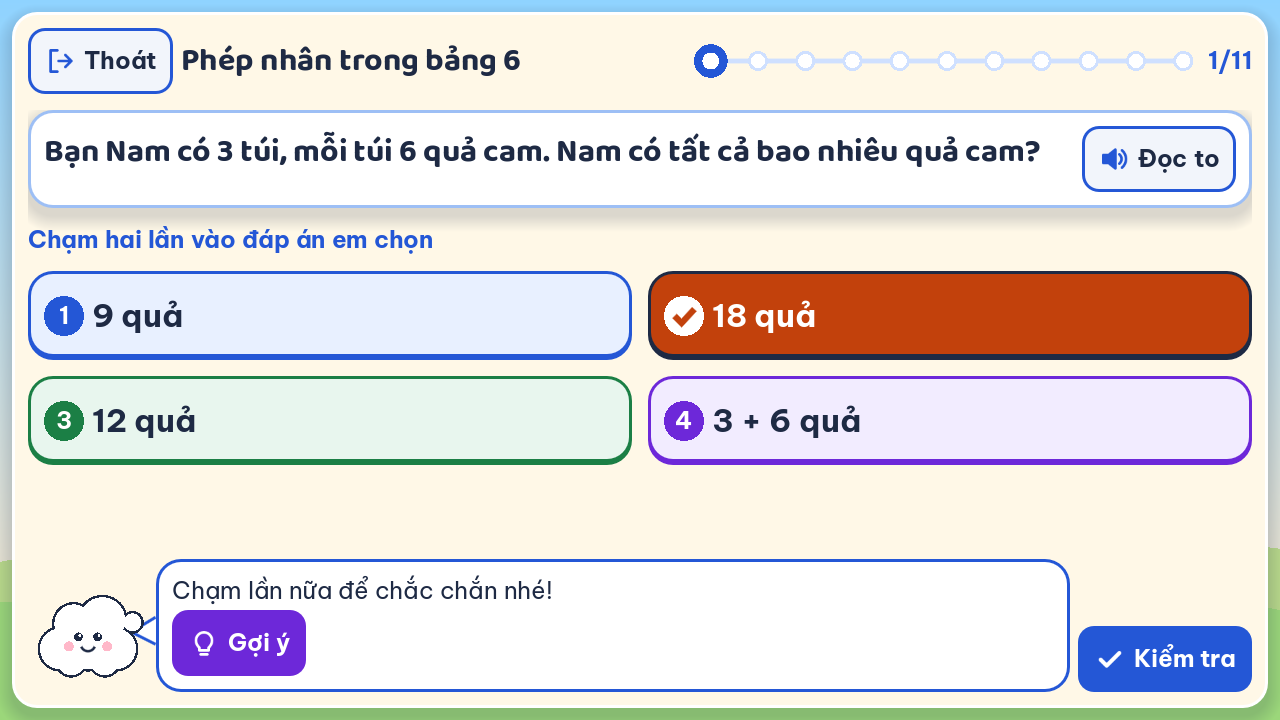 Thoát
Phép nhân trong bảng 6
1/11
Bạn Nam có 3 túi, mỗi túi 6 quả cam. Nam có tất cả bao nhiêu quả cam?
Đọc to
Chạm hai lần vào đáp án em chọn
1 9 quả
18 quả
3 12 quả
4 3 + 6 quả
Chạm lần nữa để chắc chắn nhé!
Gợi ý
Kiểm tra